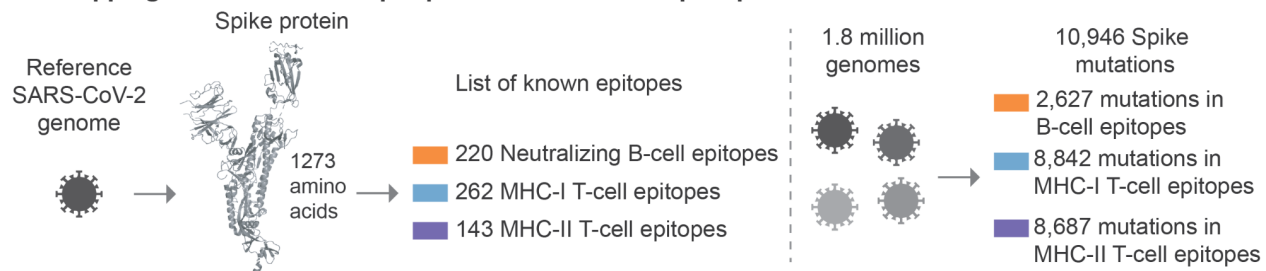 Spike protein
Reference
SARS-CoV-2
genome
1273
amino
acids
List of known epitopes
220 Neutralizing B-cell epitopes
262 MHC-I T-cell epitopes
143 MHC-II T-cell epitopes
1.8 million
genomes
10,946 Spike
mutations
2,627 mutations in
B-cell epitopes
8,842 mutations in
MHC-I T-cell epitopes
8,687 mutations in
MHC-II T-cell epitopes